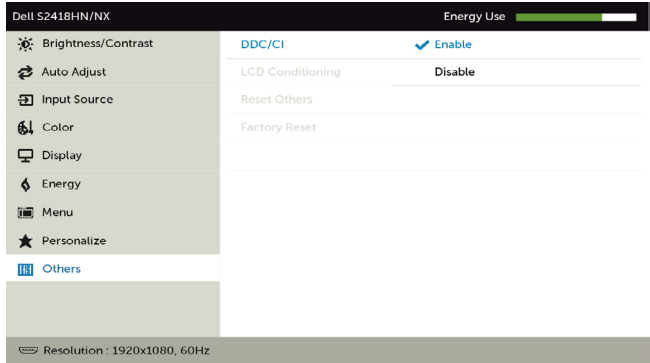 Dell S2418HN/NX Energy Use
Brightness/Contrast DDC/CI Enable
Auto Adjust LCD Conditioning Disable
Input Source Reset Others
Color Factory Reset
Display
Energy
Menu
Personalize
Others
Resolution : 1920x1080, 60Hz